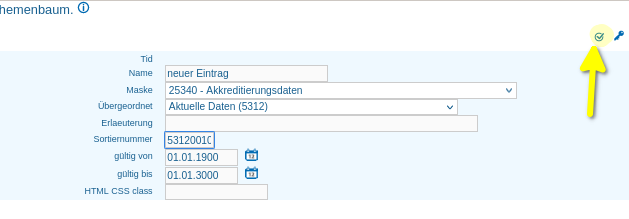 hemenbaum.
Tid
Name neuer Eintrag
Maske 25340 - Akkreditierungsdaten
Übergeordnet Aktuelle Daten (5312)
Erlaeuterung
Sortiernummer 5312001
gültig von 01.01.1900
gültig bis 01.01.3000
HTML CSS class